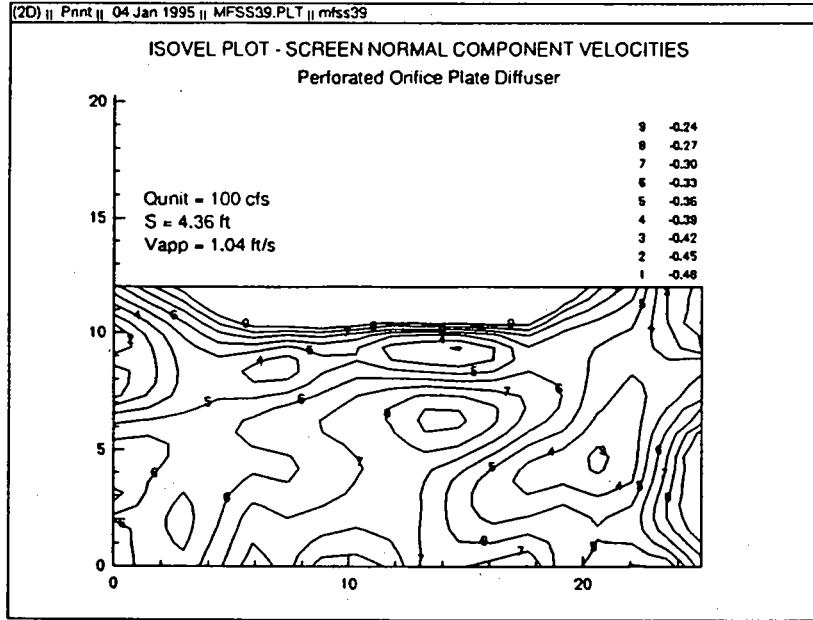 (2D) || Print || 04 Jan 1995 || MFSS39.PLT || mfss39
ISOVEL PLOT - SCREEN NORMAL COMPONENT VELOCITIES
Perforated Orifice Plate Diffuser
20
9 -0.24
8 -0.27
7 -0.30
6 -0.33
5 -0.36
4 -0.39
3 -0.42
2 -0.45
1 -0.48
Qunit = 100 cfs
S = 4.36 ft
Vapp = 1.04 ft/s
15
10
5
0
0 10 20